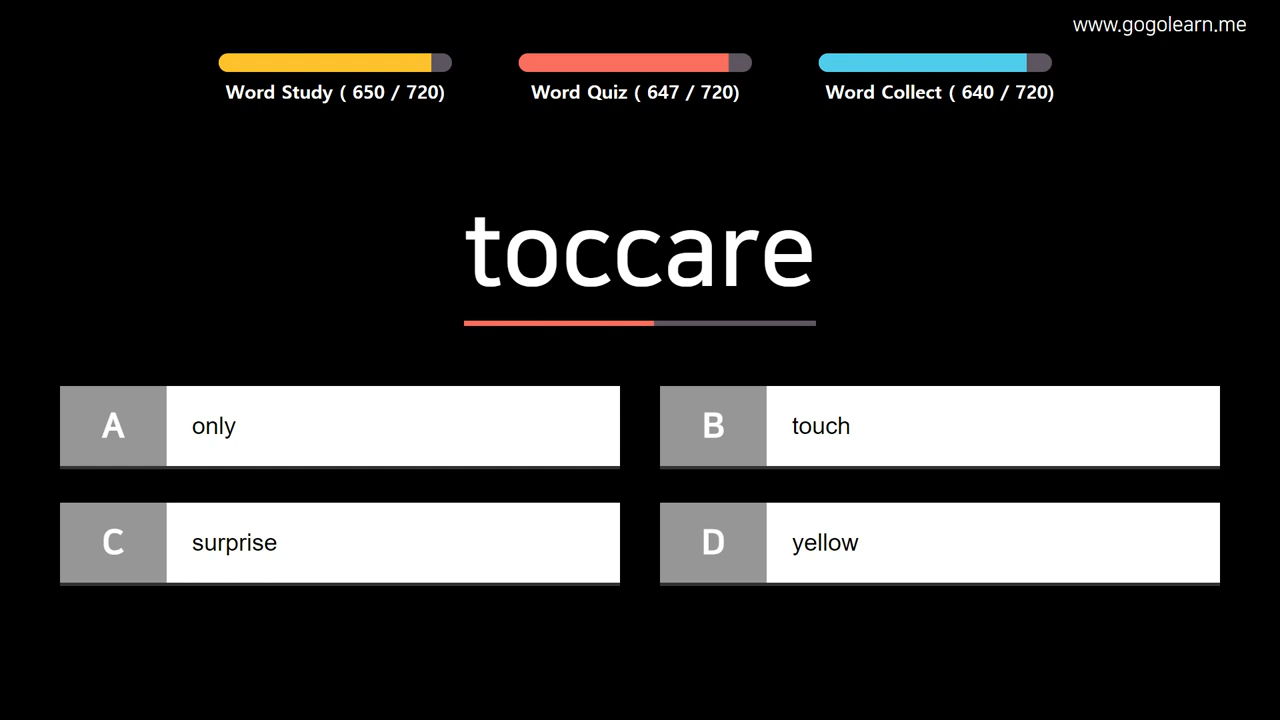 www.gogolearn.me
Word Study ( 650 / 720)
Word Quiz ( 647 / 720)
Word Collect ( 640 / 720)
toccare
A only
B touch
C surprise
D yellow